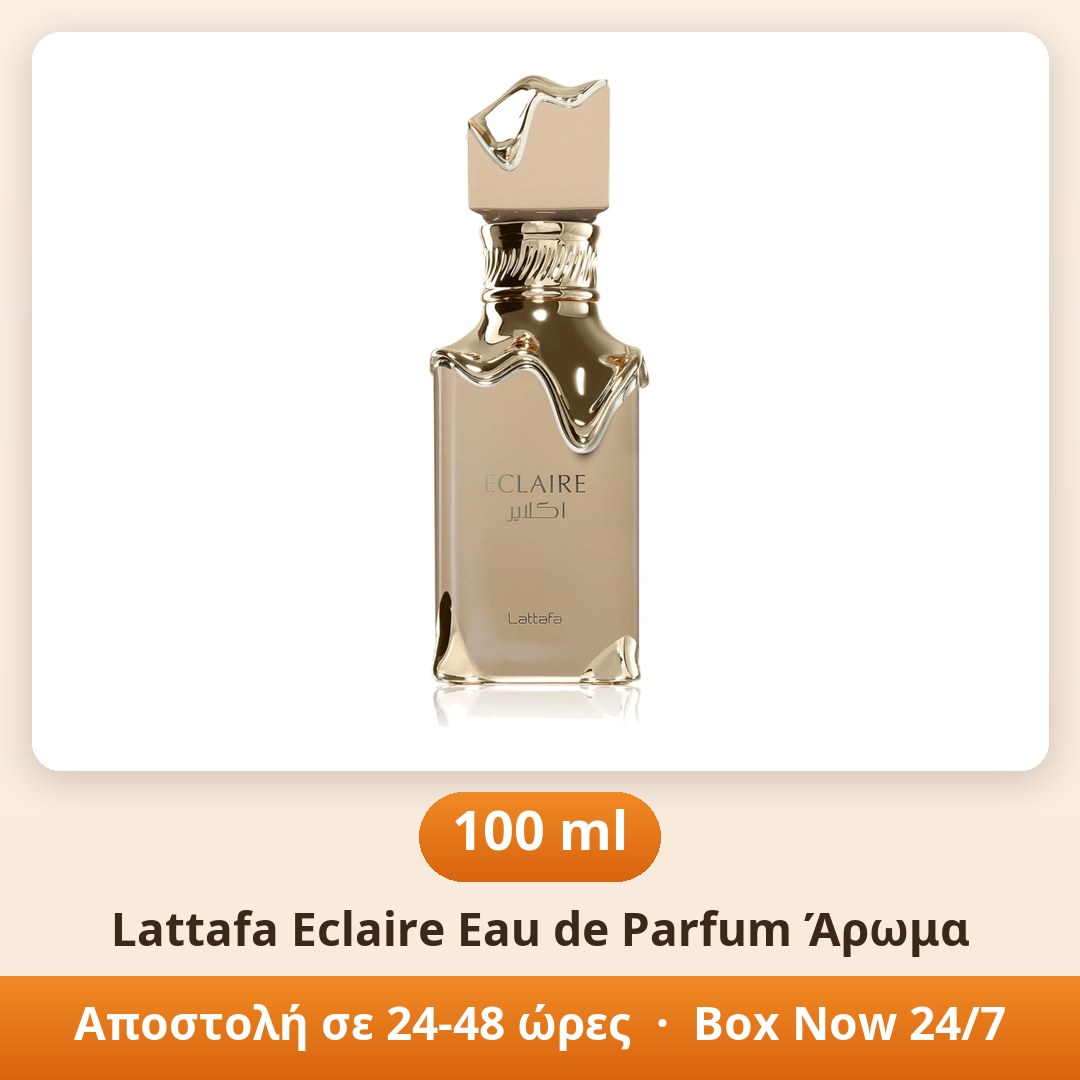 ECLAIRE
اكلاير
Lattafa
100 ml
Lattafa Eclaire Eau de Parfum Άρωμα
Αποστολή σε 24-48 ώρες · Box Now 24/7